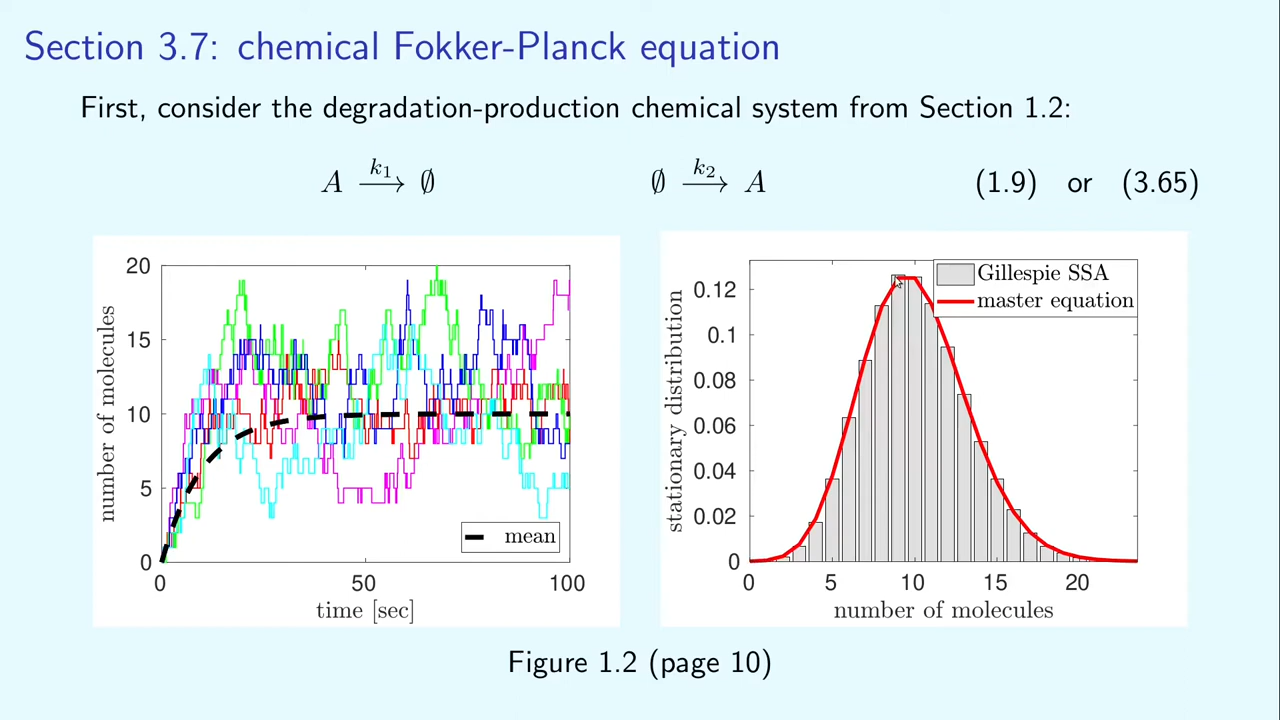 Section 3.7: chemical Fokker-Planck equation
First, consider the degradation-production chemical system from Section 1.2:
A —k₁→ ∅ ∅ —k₂→ A (1.9) or (3.65)
number of molecules
20
15
10
5
0
0 50 100
time [sec]
mean
stationary distribution
0.12
0.1
0.08
0.06
0.04
0.02
0
0 5 10 15 20
number of molecules
Gillespie SSA
master equation
Figure 1.2 (page 10)